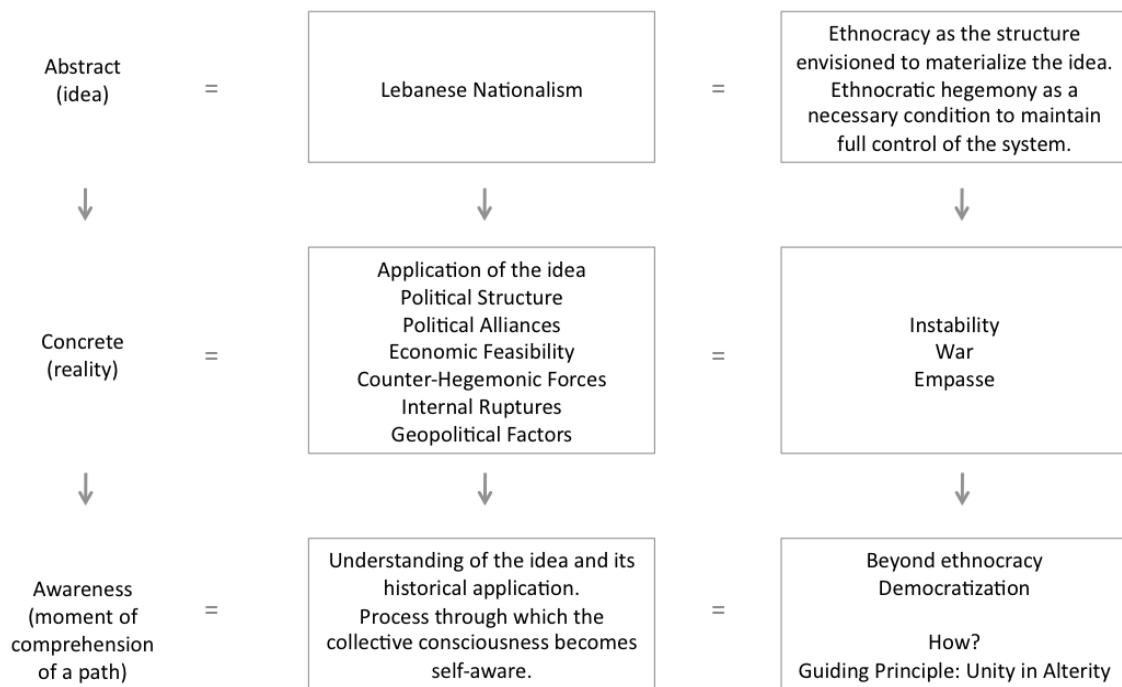 Abstract
(idea)
=
Lebanese Nationalism
=
Ethnocracy as the structure
envisioned to materialize the idea.
Ethnocratic hegemony as a
necessary condition to maintain
full control of the system.
Concrete
(reality)
=
Application of the idea
Political Structure
Political Alliances
Economic Feasibility
Counter-Hegemonic Forces
Internal Ruptures
Geopolitical Factors
=
Instability
War
Empasse
Awareness
(moment of
comprehension
of a path)
=
Understanding of the idea and its
historical application.
Process through which the
collective consciousness becomes
self-aware.
=
Beyond ethnocracy
Democratization
How?
Guiding Principle: Unity in Alterity